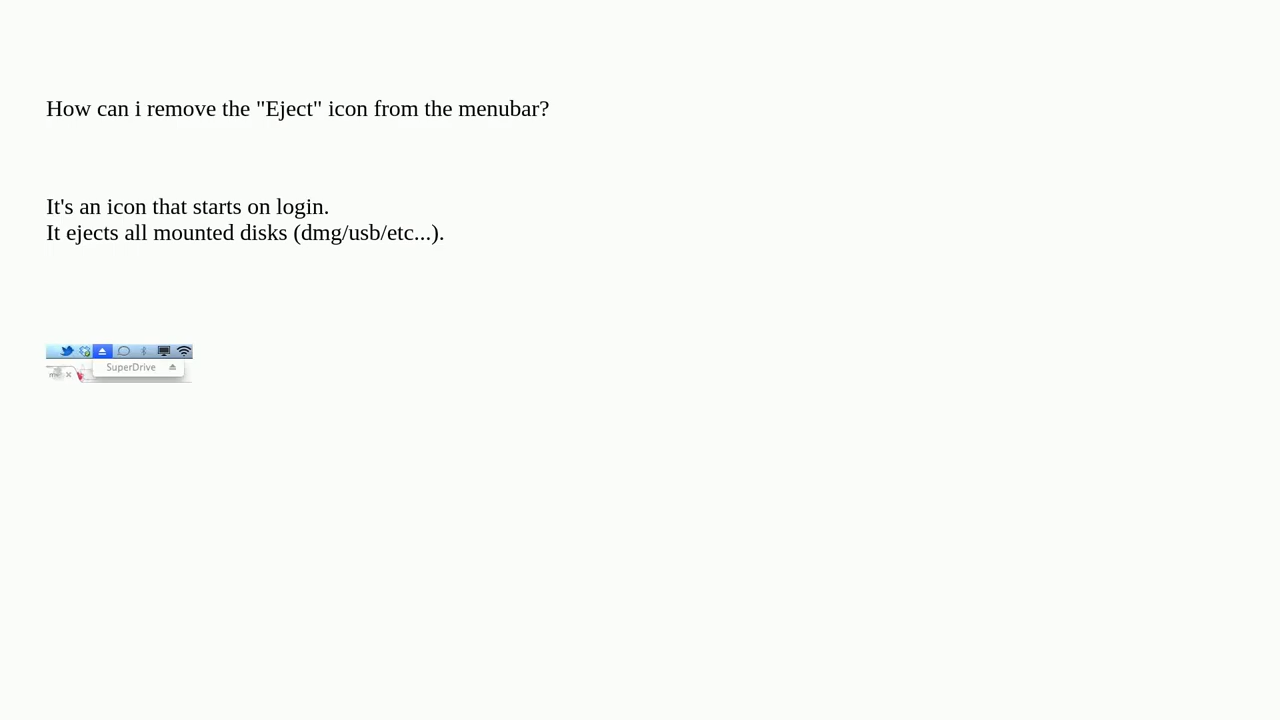 How can i remove the "Eject" icon from the menubar?
It's an icon that starts on login.
It ejects all mounted disks (dmg/usb/etc...).
SuperDrive